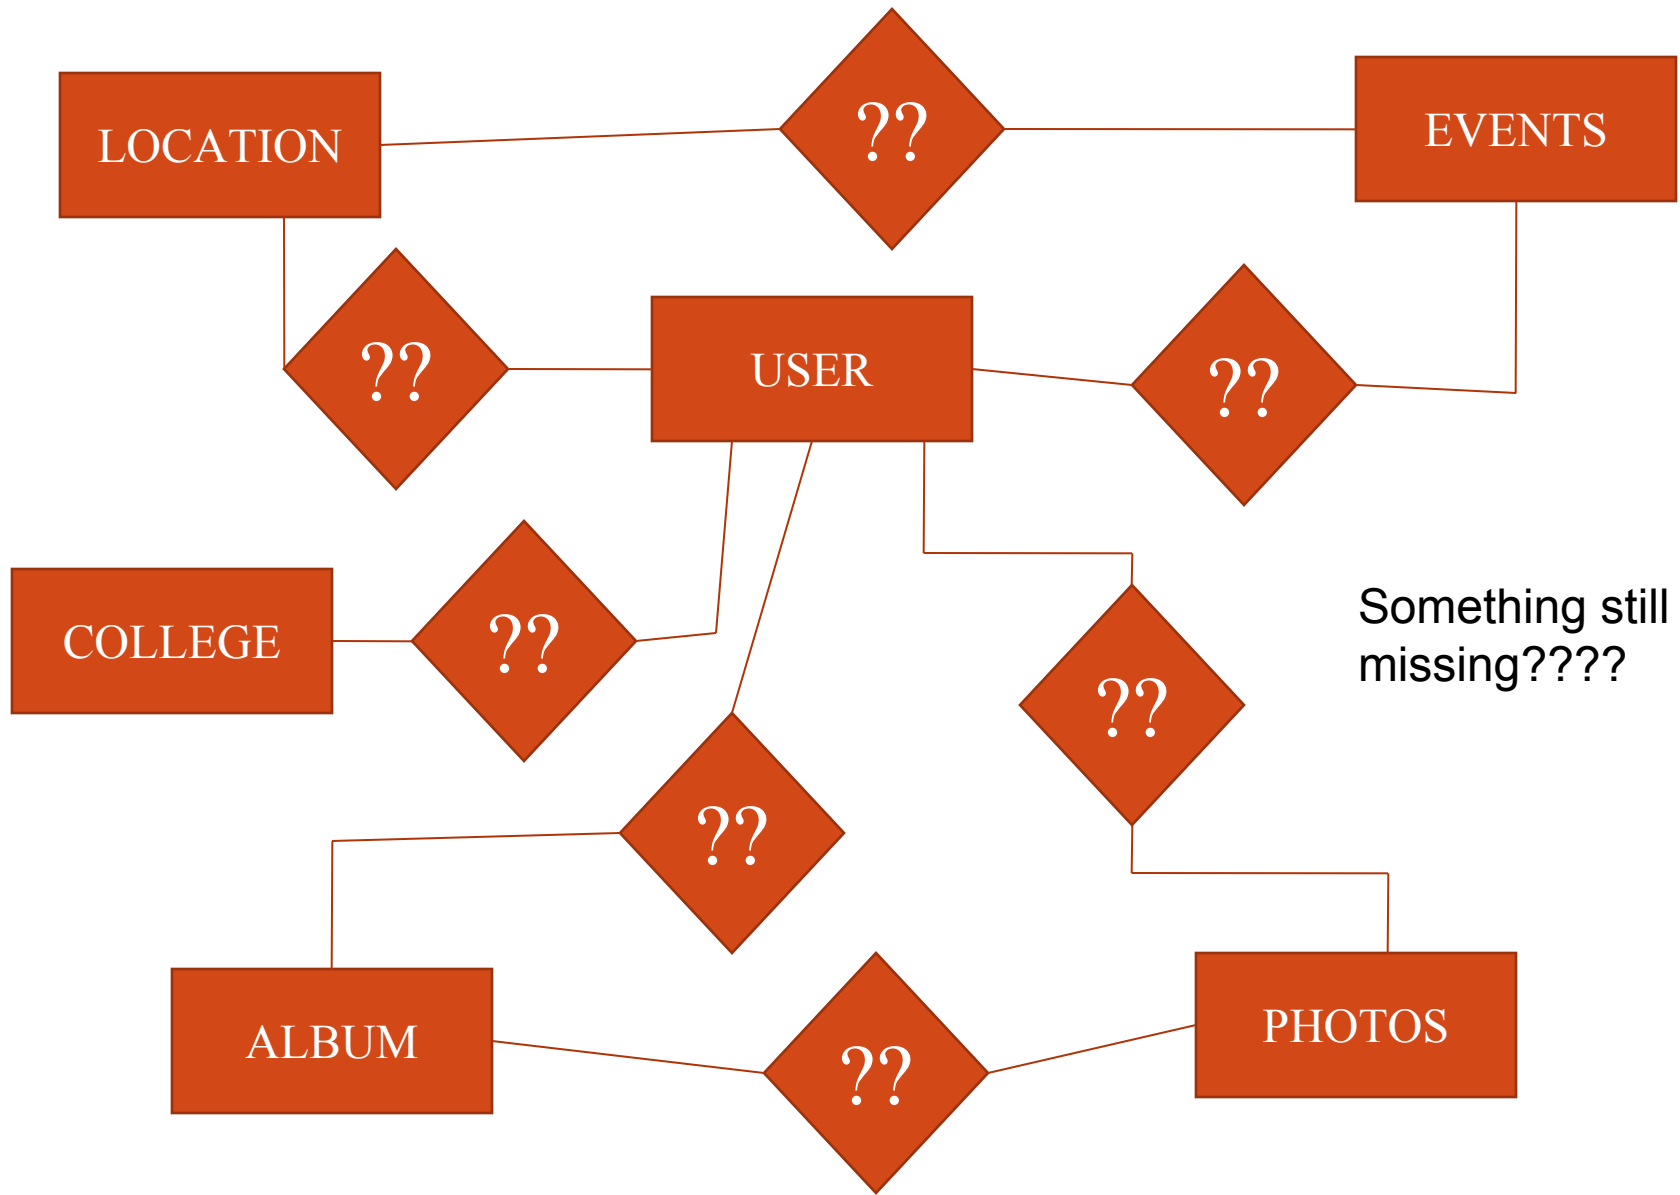 LOCATION
??
EVENTS
??
USER
??
COLLEGE
??
??
Something still
missing????
??
ALBUM
??
PHOTOS